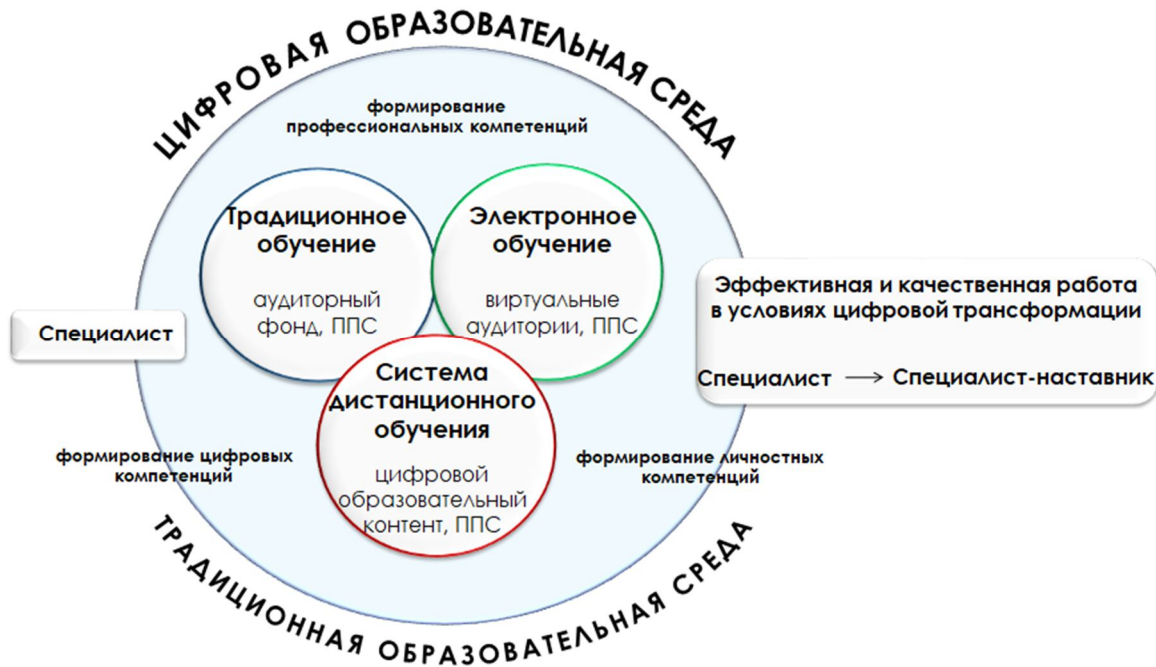 ЦИФРОВАЯ ОБРАЗОВАТЕЛЬНАЯ СРЕДА
формирование
профессиональных компетенций
Традиционное
обучение
аудиторный
фонд, ППС
Электронное
обучение
виртуальные
аудитории, ППС
Специалист
Эффективная и качественная работа
в условиях цифровой трансформации
Специалист → Специалист-наставник
Система
дистанционного
обучения
цифровой
образовательный
контент, ППС
формирование цифровых
компетенций
формирование личностных
компетенций
ТРАДИЦИОННАЯ ОБРАЗОВАТЕЛЬНАЯ СРЕДА